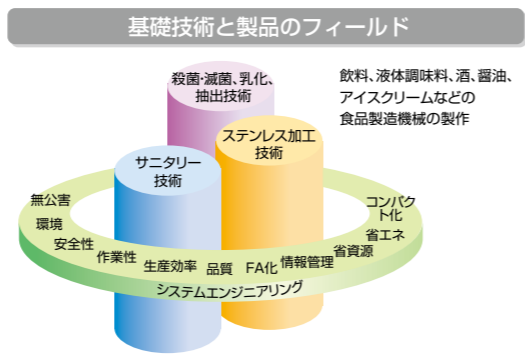 基礎技術と製品のフィールド
殺菌・滅菌、乳化、
抽出技術
飲料、液体調味料、酒、醤油、
アイスクリームなどの
食品製造機械の製作
ステンレス加工
技術
サニタリー
技術
無公害
環境
安全性
作業性
生産効率
品質
FA化
情報管理
省資源
省エネ
コンパク
ト化
システムエンジニアリング